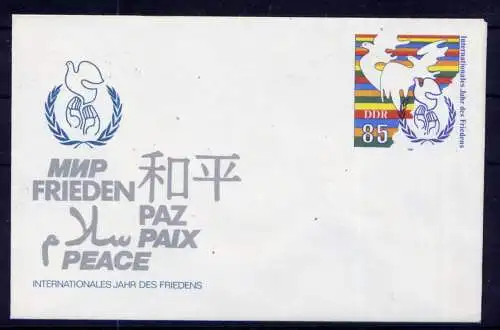 МИР 和平
FRIEDEN
PAZ
سلام PAIX
PEACE
INTERNATIONALES JAHR DES FRIEDENS
DDR
85
Internationales Jahr des Friedens